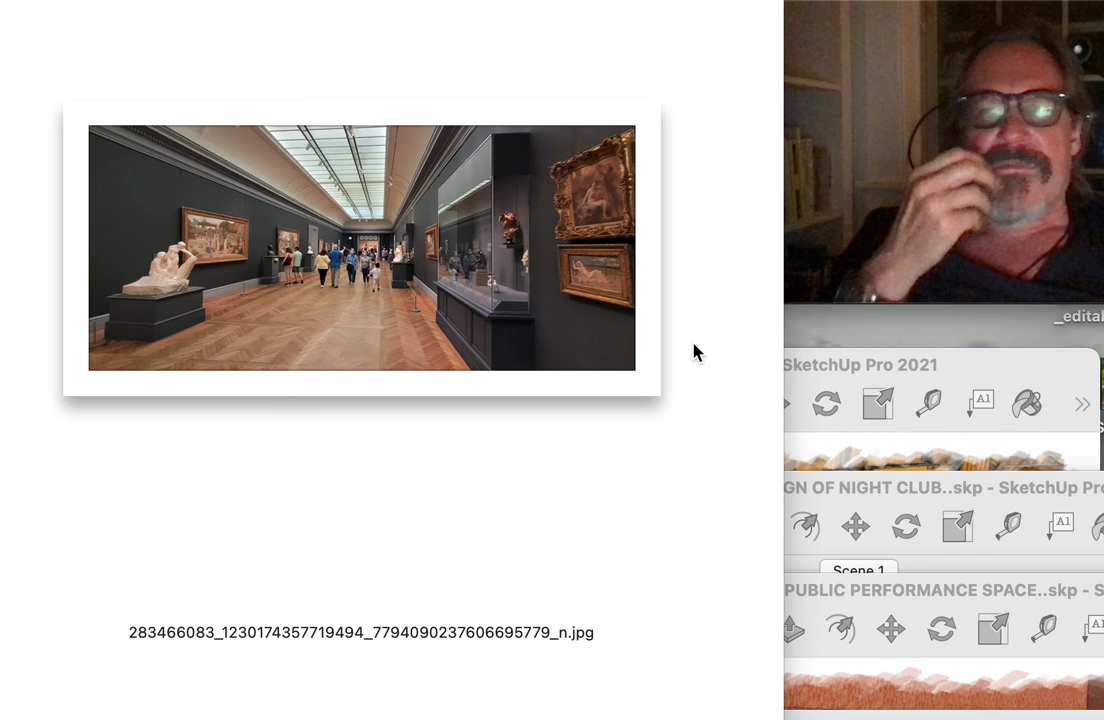 283466083_1230174357719494_7794090237606695779_n.jpg
_edital
SketchUp Pro 2021
A1
GN OF NIGHT CLUB..skp - SketchUp Pro
A1
Scene 1
PUBLIC PERFORMANCE SPACE..skp - S
A1